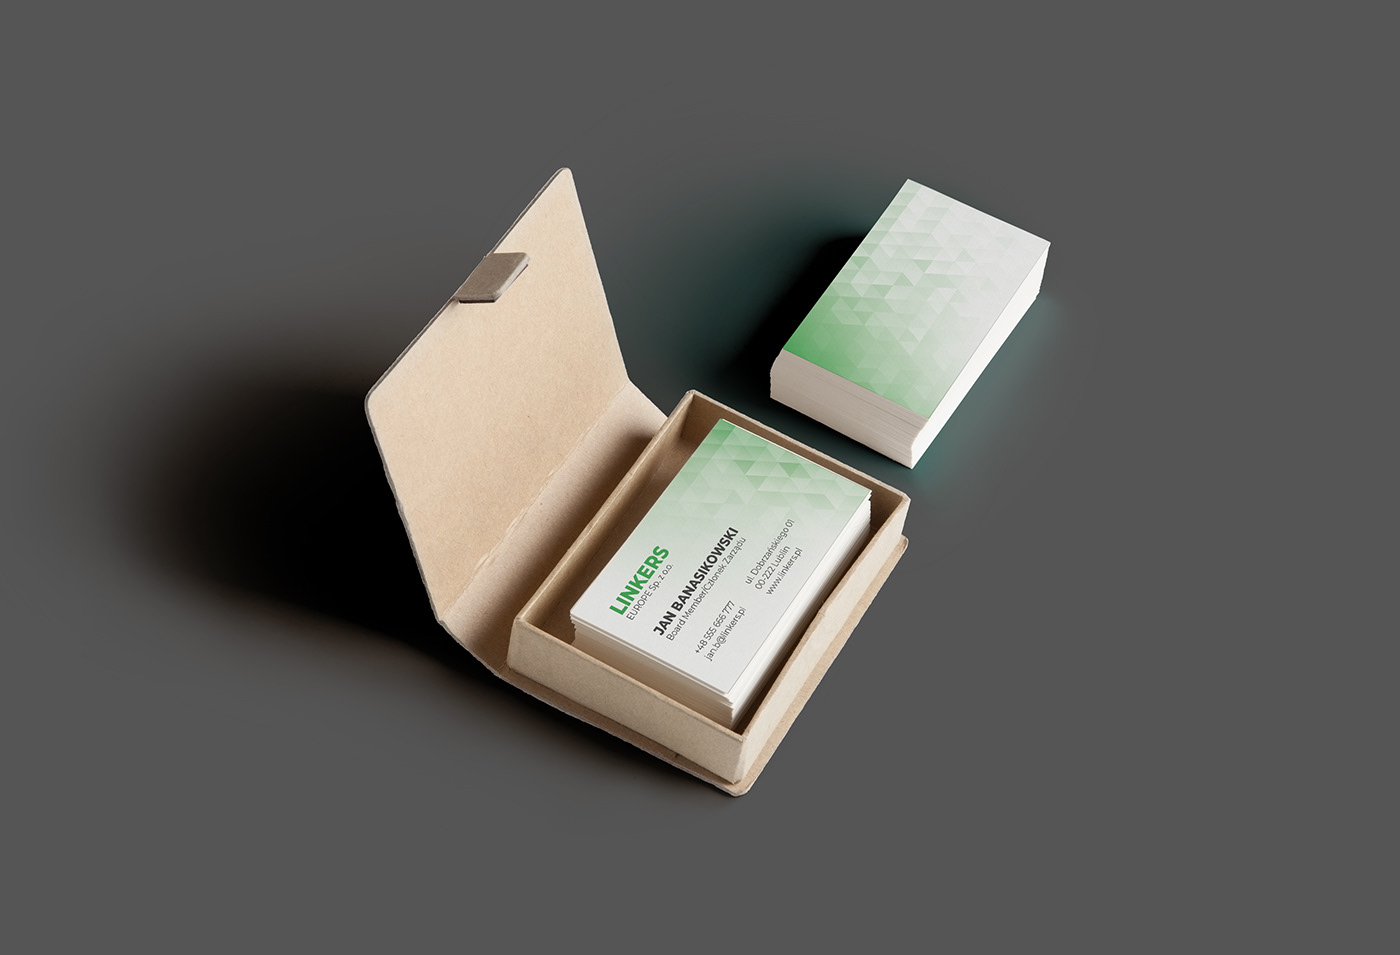 LINKERS
EUROPE Sp. z o.o.
JAN BANASIKOWSKI
Board Member/Członek Zarządu
+48 555 666 777
jan.b@linkers.pl
ul. Dobrzańskiego 01
00-222 Lublin
www.linkers.pl